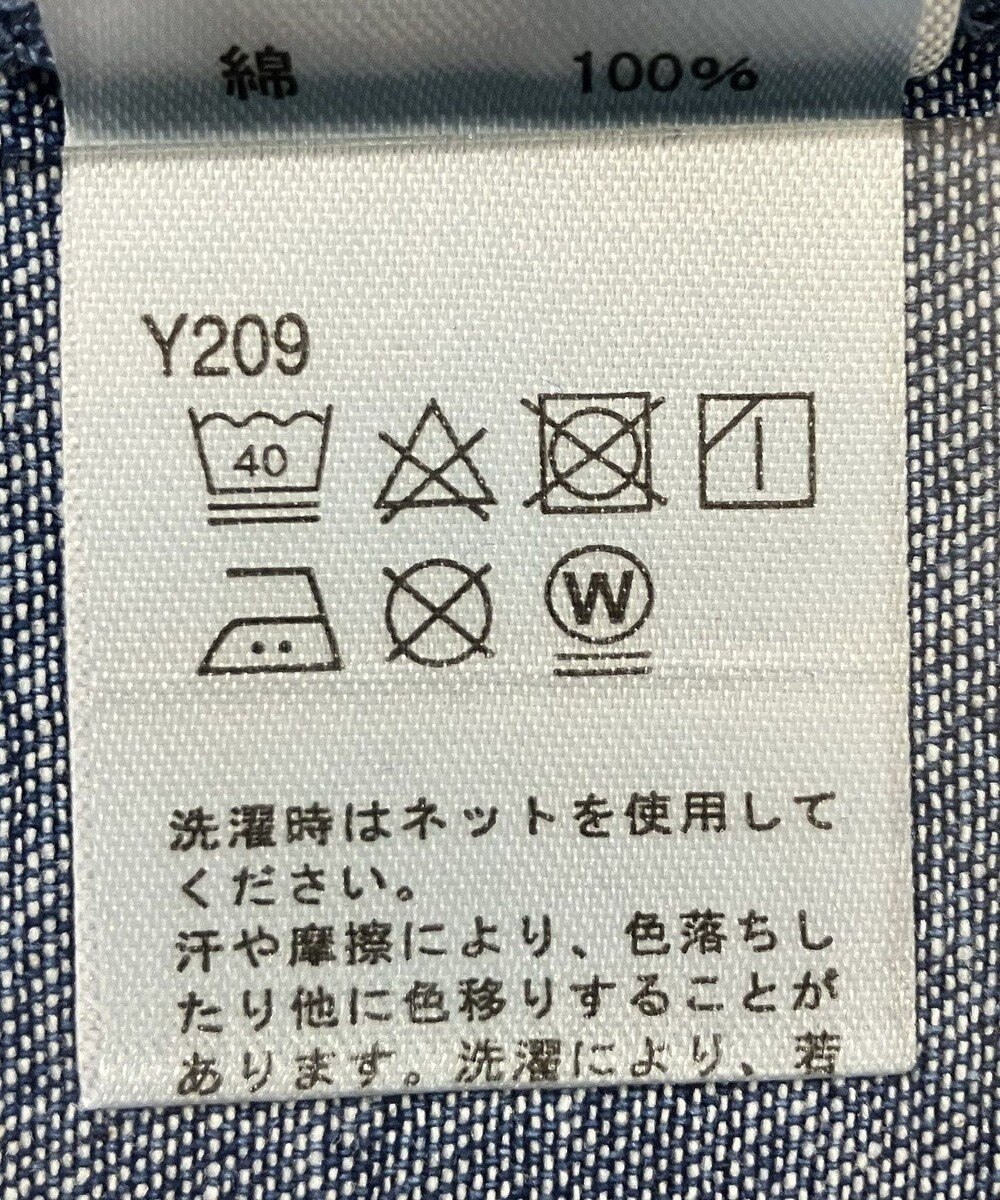 綿 100%
Y209
40
W
洗濯時はネットを使用して
ください。
汗や摩擦により、色落ちし
たり他に色移りすることが
あります。洗濯により、若